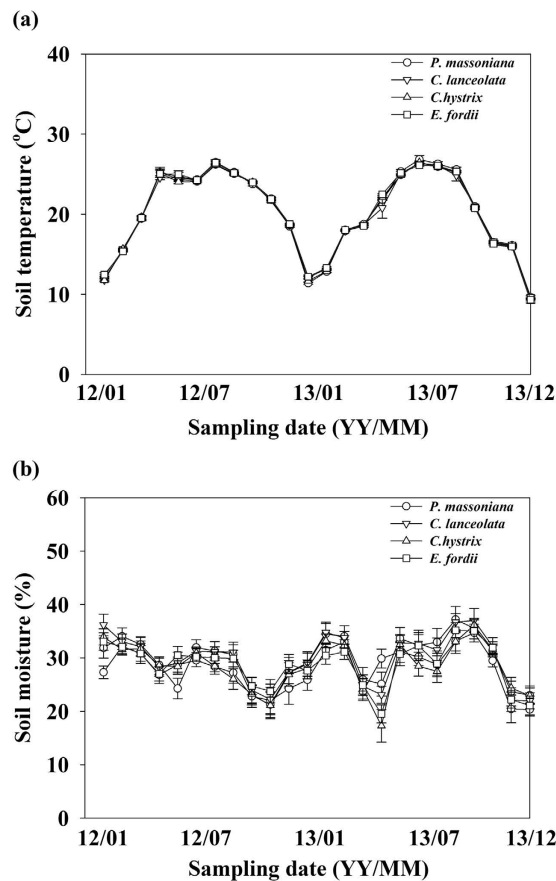 (a)
40
30
20
10
0
Soil temperature (°C)
P. massoniana
C. lanceolata
C.hystrix
E. fordii
12/01 12/07 13/01 13/07 13/12
Sampling date (YY/MM)
(b)
60
50
40
30
20
10
0
Soil moisture (%)
P. massoniana
C. lanceolata
C.hystrix
E. fordii
12/01 12/07 13/01 13/07 13/12
Sampling date (YY/MM)